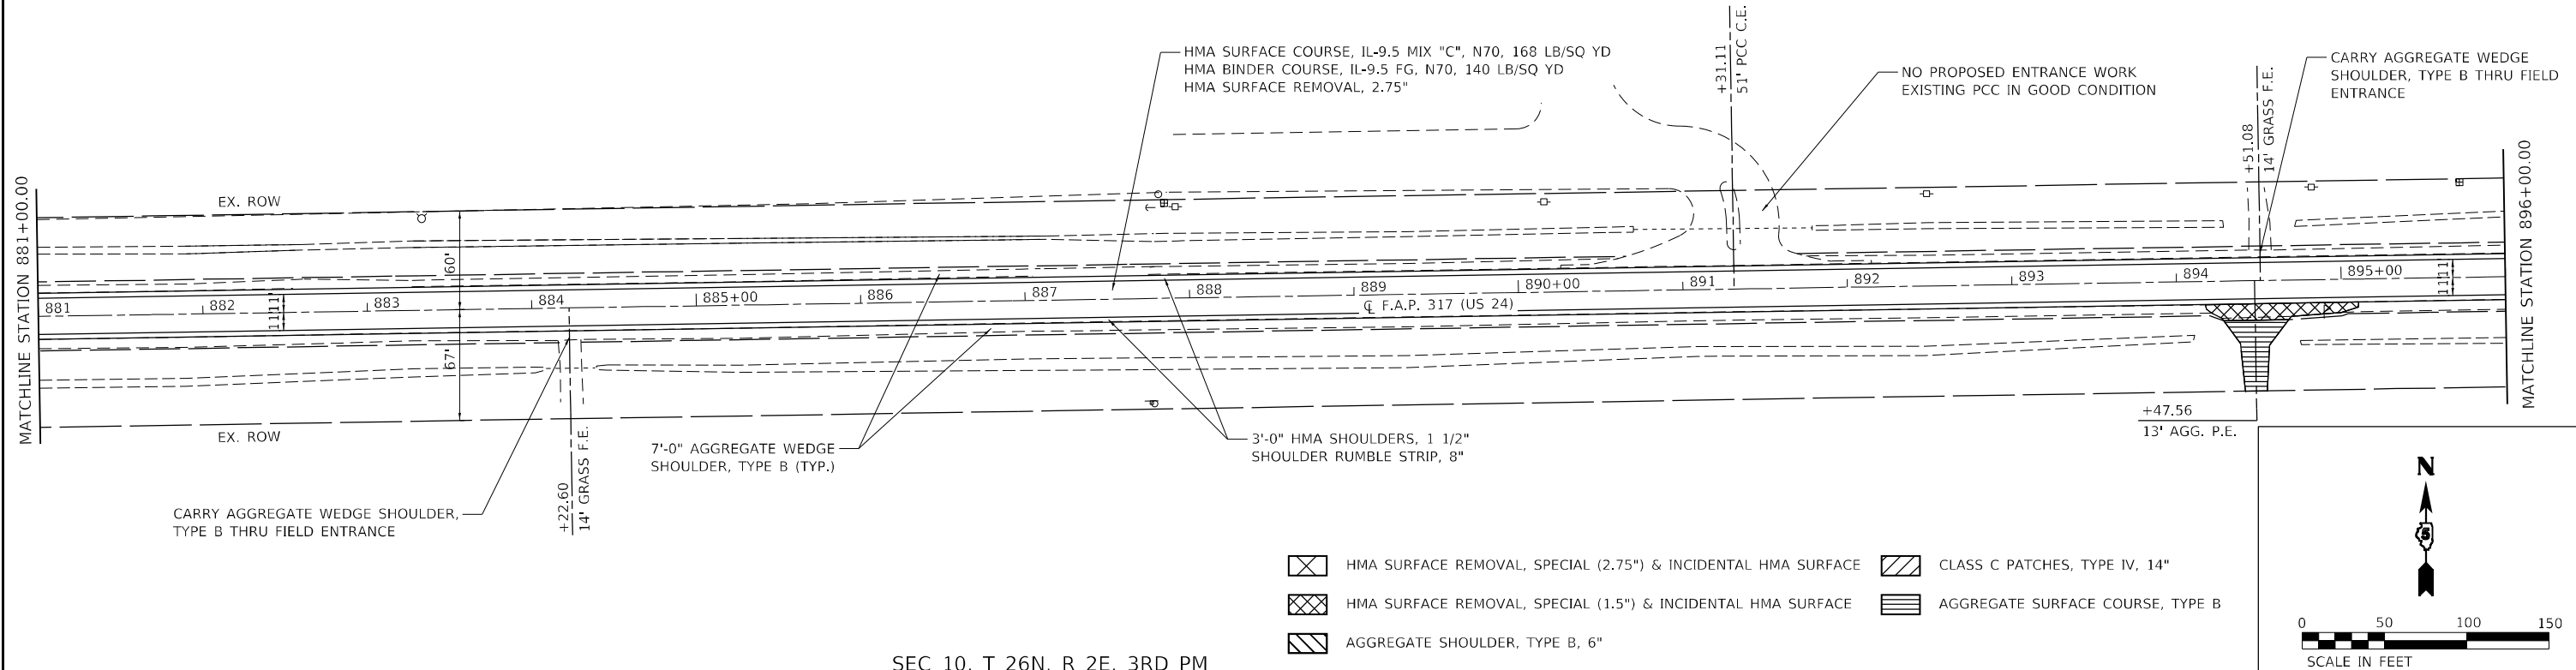 HMA SURFACE COURSE, IL-9.5 MIX "C", N70, 168 LB/SQ YD
HMA BINDER COURSE, IL-9.5 FG, N70, 140 LB/SQ YD
HMA SURFACE REMOVAL, 2.75"
+31.11
51' PCC C.E.
NO PROPOSED ENTRANCE WORK
EXISTING PCC IN GOOD CONDITION
CARRY AGGREGATE WEDGE
SHOULDER, TYPE B THRU FIELD
ENTRANCE
+51.08
14' GRASS F.E.
MATCHLINE STATION 881+00.00
EX. ROW
60'
67'
11'
11'
881
882
883
884
885+00
886
887
888
889
890+00
891
892
893
894
895+00
11'
11'
℄ F.A.P. 317 (US 24)
MATCHLINE STATION 896+00.00
EX. ROW
7'-0" AGGREGATE WEDGE
SHOULDER, TYPE B (TYP.)
3'-0" HMA SHOULDERS, 1 1/2"
SHOULDER RUMBLE STRIP, 8"
+47.56
13' AGG. P.E.
CARRY AGGREGATE WEDGE SHOULDER,
TYPE B THRU FIELD ENTRANCE
+22.60
14' GRASS F.E.
HMA SURFACE REMOVAL, SPECIAL (2.75") & INCIDENTAL HMA SURFACE
CLASS C PATCHES, TYPE IV, 14"
HMA SURFACE REMOVAL, SPECIAL (1.5") & INCIDENTAL HMA SURFACE
AGGREGATE SURFACE COURSE, TYPE B
AGGREGATE SHOULDER, TYPE B, 6"
SEC 10, T 26N, R 2E, 3RD PM
N
5
0 50 100 150
SCALE IN FEET